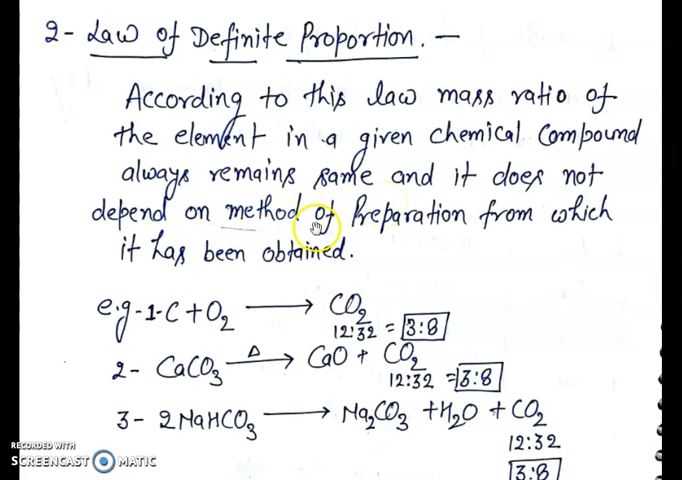 2- Law of Definite Proportion. —
According to this law mass ratio of
the element in a given chemical compound
always remains same and it does not
depend on method of Preparation from which
it has been obtained.
e.g-1-C + O₂ ⟶ CO₂
12:32 = 3:8
2- CaCO₃ —Δ→ CaO + CO₂
12:32 = 3:8
3- 2NaHCO₃ ⟶ Na₂CO₃ + H₂O + CO₂
12:32
3:8
RECORDED WITH
SCREENCAST O MATIC